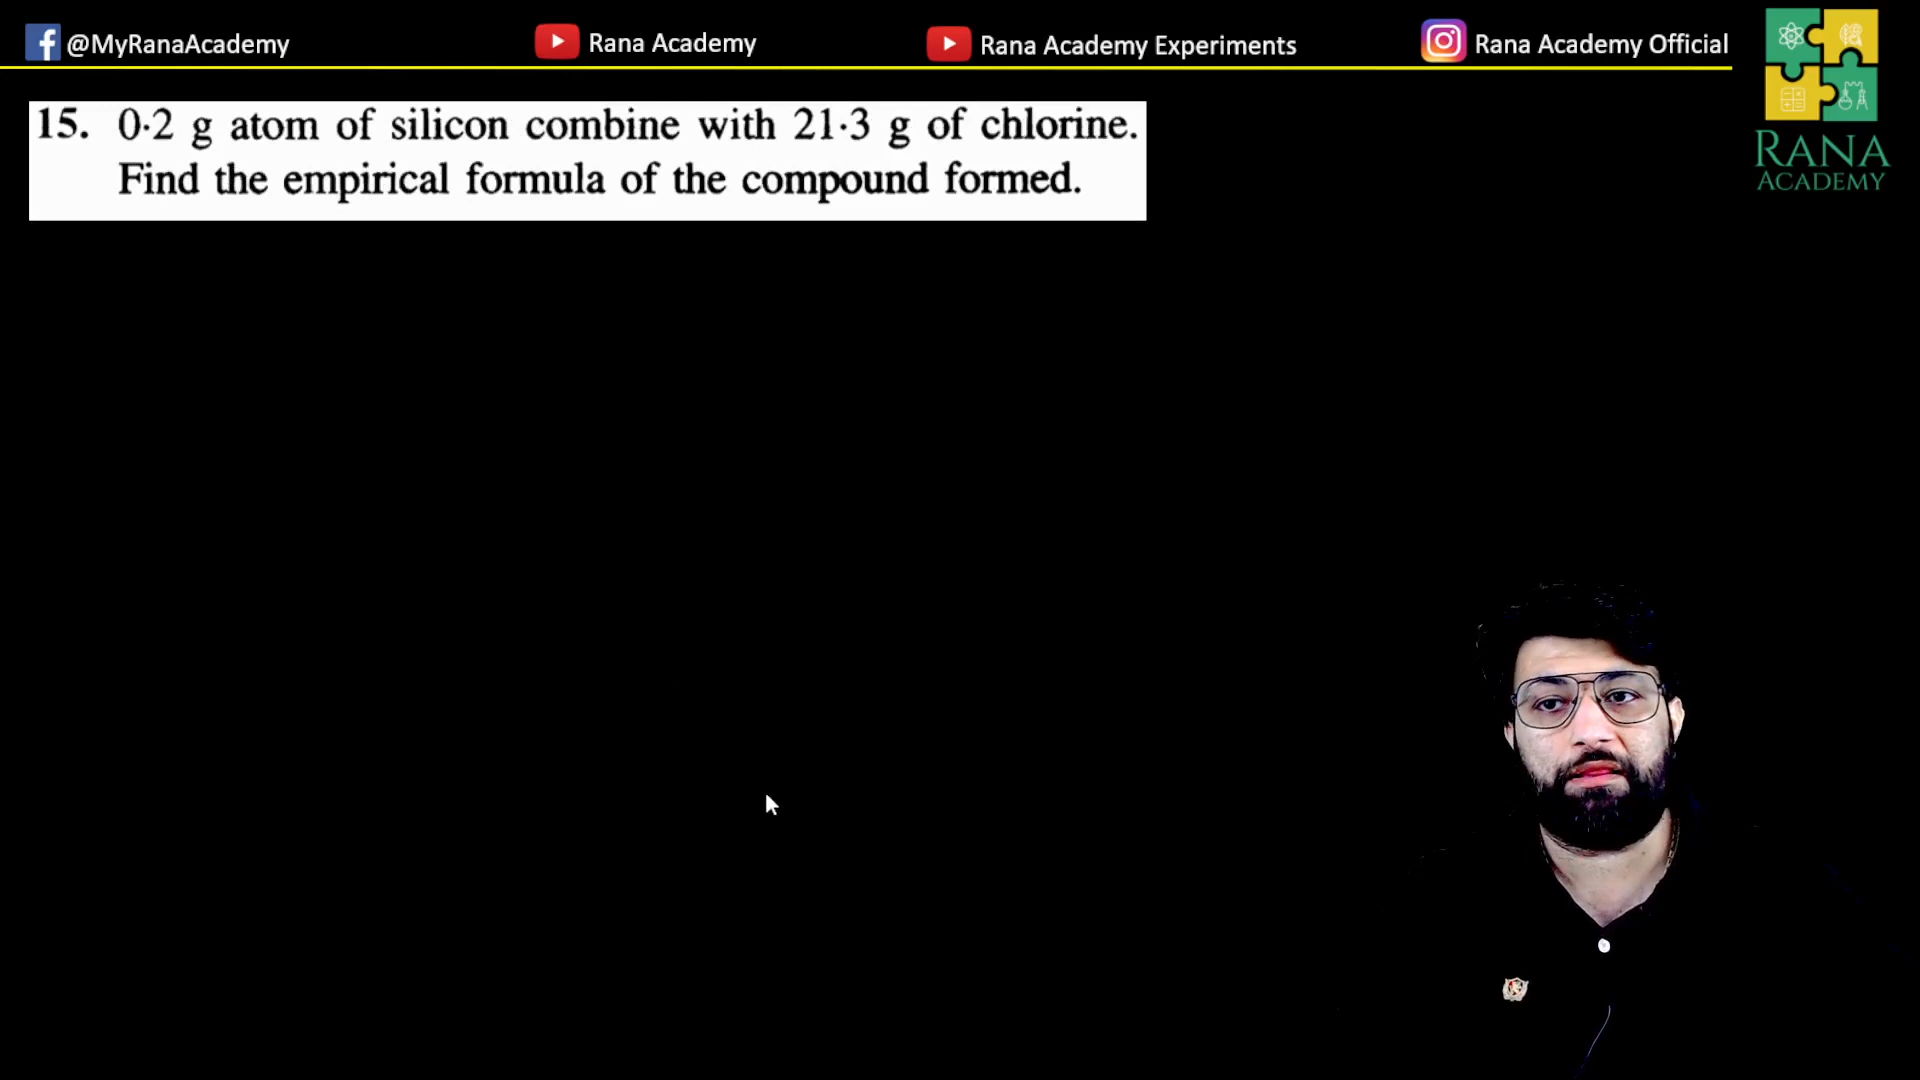 @MyRanaAcademy
Rana Academy
Rana Academy Experiments
Rana Academy Official
RANA
ACADEMY
15. 0·2 g atom of silicon combine with 21·3 g of chlorine.
Find the empirical formula of the compound formed.